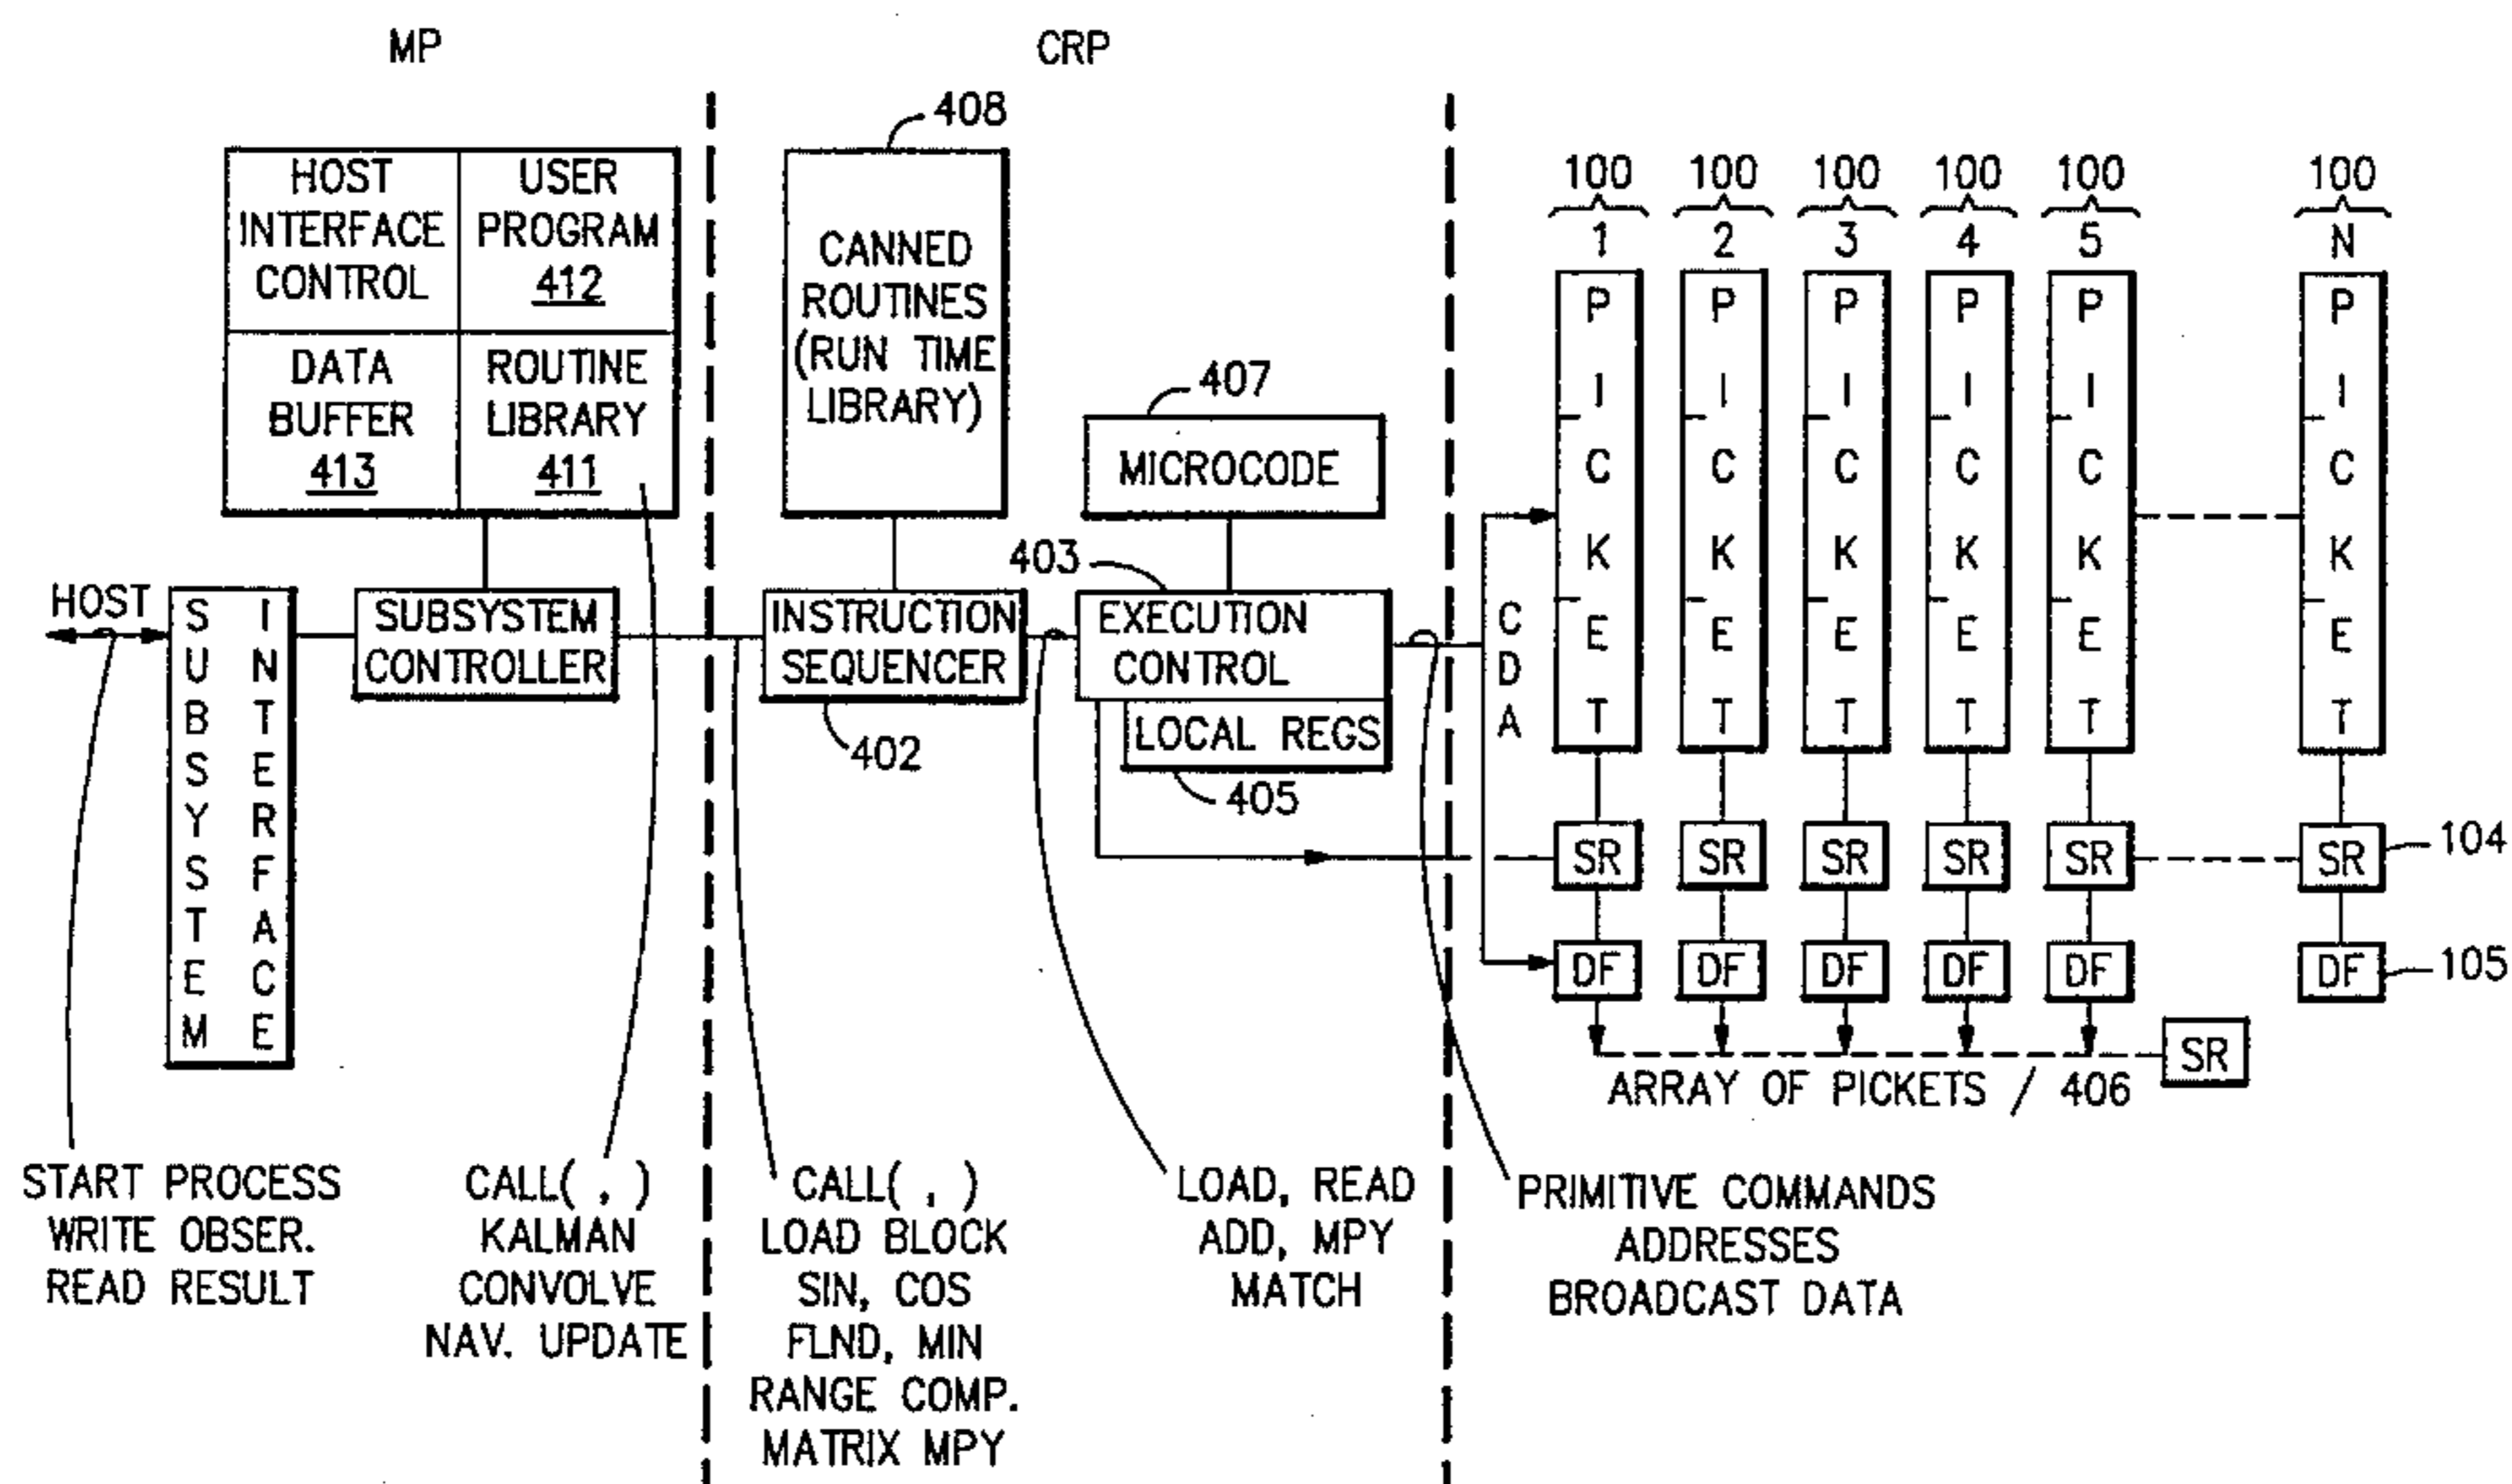 MP
CRP
HOST
INTERFACE
CONTROL
USER
PROGRAM
412
DATA
BUFFER
413
ROUTINE
LIBRARY
411
408
CANNED
ROUTINES
(RUN TIME
LIBRARY)
407
MICROCODE
HOST
SUBSYSTEM
INTERFACE
SUBSYSTEM
CONTROLLER
INSTRUCTION
SEQUENCER
402
403
EXECUTION
CONTROL
LOCAL REGS
405
CDA
100 100 100 100 100 100
1 2 3 4 5 N
PICKET PICKET PICKET PICKET PICKET PICKET
SR SR SR SR SR SR 104
DF DF DF DF DF DF 105
SR
ARRAY OF PICKETS / 406
START PROCESS
WRITE OBSER.
READ RESULT
CALL( , )
KALMAN
CONVOLVE
NAV. UPDATE
CALL( , )
LOAD BLOCK
SIN, COS
FLND, MIN
RANGE COMP.
MATRIX MPY
LOAD, READ
ADD, MPY
MATCH
PRIMITIVE COMMANDS
ADDRESSES
BROADCAST DATA